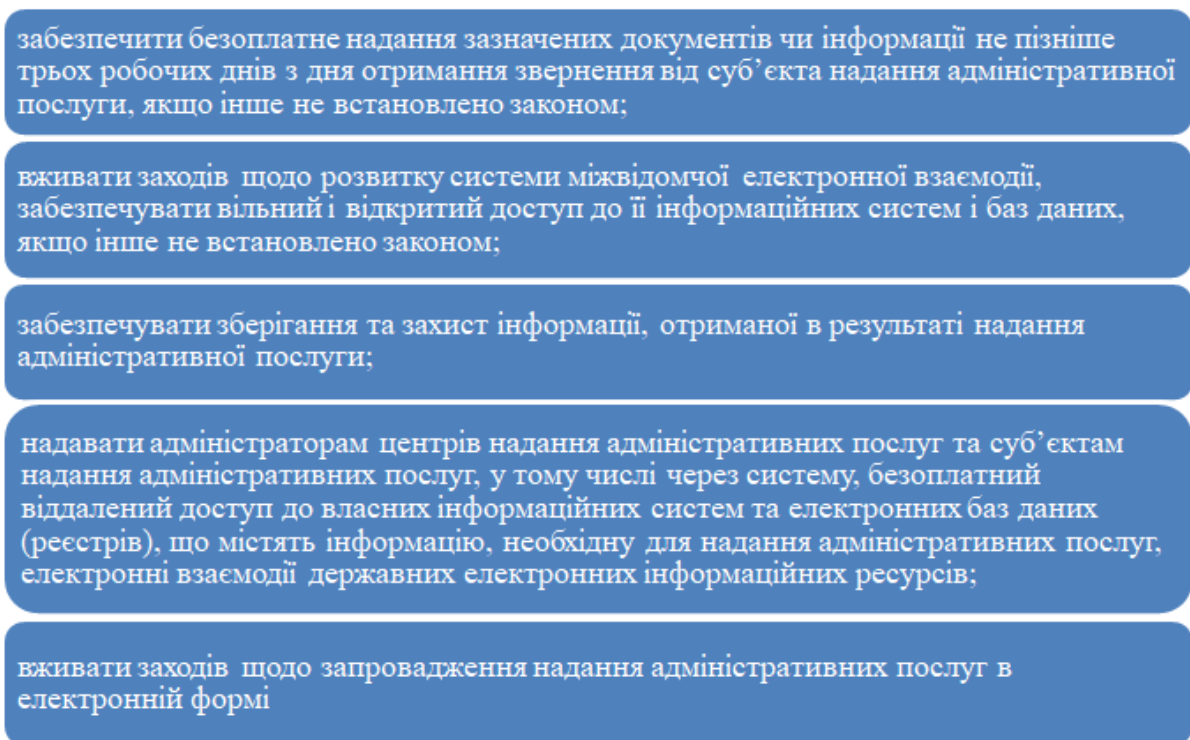 забезпечити безоплатне надання зазначених документів чи інформації не пізніше
трьох робочих днів з дня отримання звернення від суб’єкта надання адміністративної
послуги, якщо інше не встановлено законом;
вживати заходів щодо розвитку системи міжвідомчої електронної взаємодії,
забезпечувати вільний і відкритий доступ до її інформаційних систем і баз даних,
якщо інше не встановлено законом;
забезпечувати зберігання та захист інформації, отриманої в результаті надання
адміністративної послуги;
надавати адміністраторам центрів надання адміністративних послуг та суб’єктам
надання адміністративних послуг, у тому числі через систему, безоплатний
віддалений доступ до власних інформаційних систем та електронних баз даних
(реєстрів), що містять інформацію, необхідну для надання адміністративних послуг,
електронні взаємодії державних електронних інформаційних ресурсів;
вживати заходів щодо запровадження надання адміністративних послуг в
електронній формі